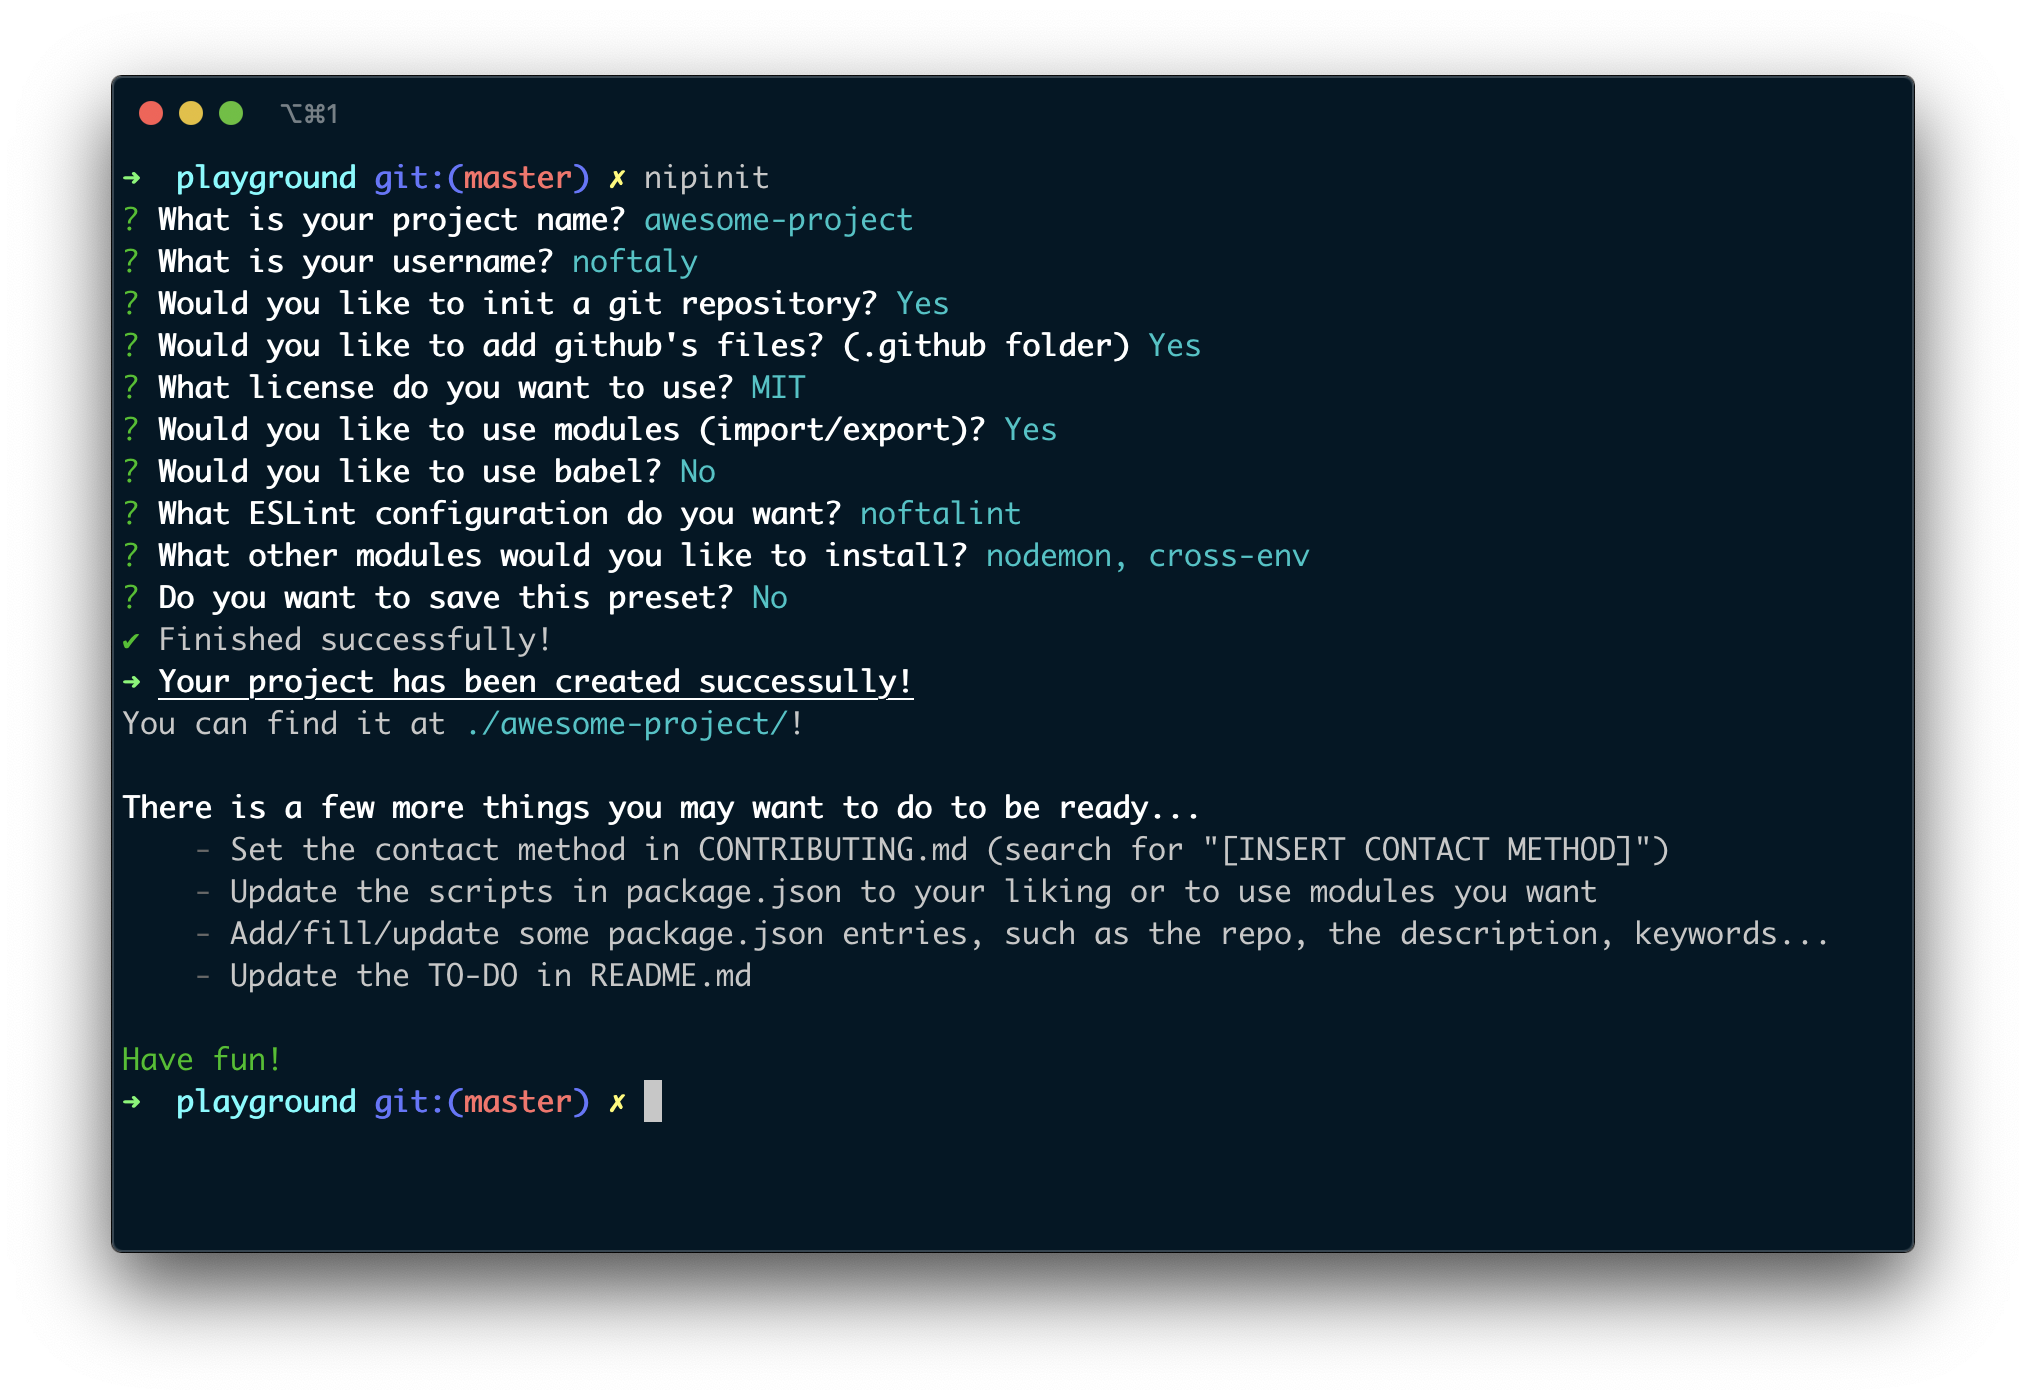 ⌥⌘1
➜  playground git:(master) ✗ nipinit
? What is your project name? awesome-project
? What is your username? noftaly
? Would you like to init a git repository? Yes
? Would you like to add github's files? (.github folder) Yes
? What license do you want to use? MIT
? Would you like to use modules (import/export)? Yes
? Would you like to use babel? No
? What ESLint configuration do you want? noftalint
? What other modules would you like to install? nodemon, cross-env
? Do you want to save this preset? No
✔ Finished successfully!
➜ Your project has been created successully!
You can find it at ./awesome-project/!
There is a few more things you may want to do to be ready...
- Set the contact method in CONTRIBUTING.md (search for "[INSERT CONTACT METHOD]")
- Update the scripts in package.json to your liking or to use modules you want
- Add/fill/update some package.json entries, such as the repo, the description, keywords...
- Update the TO-DO in README.md
Have fun!
➜  playground git:(master) ✗